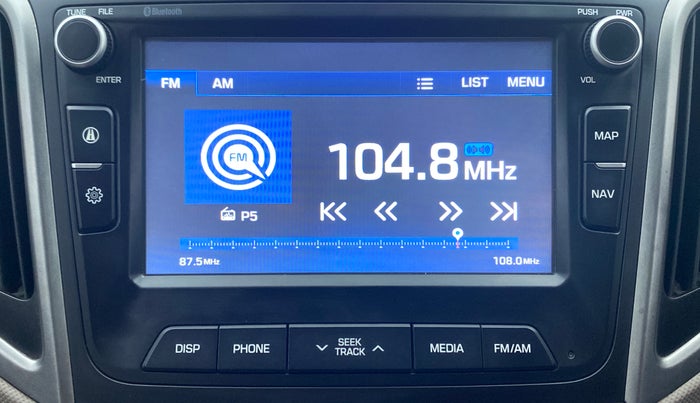 TUNE FILE
Bluetooth
PUSH PWR
ENTER
VOL
FM AM LIST MENU
FM
104.8 MHz
P5
87.5 MHz
108.0 MHz
MAP
NAV
DISP
PHONE
SEEK
TRACK
MEDIA
FM/AM